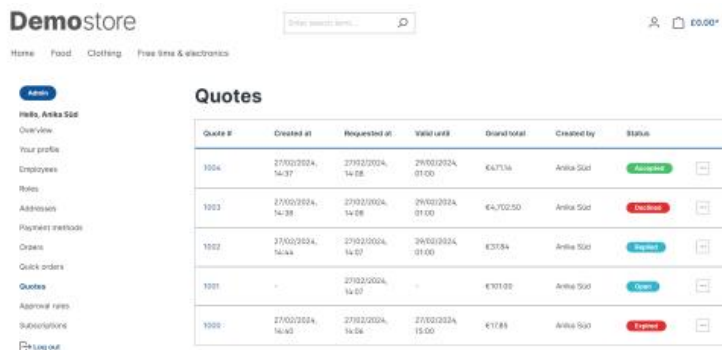 Demostore
Enter search term...
£0.00*
Home Food Clothing Free time & electronics
Admin
Hello, Anika Süd
Overview
Your profile
Employees
Roles
Addresses
Payment methods
Orders
Quick orders
Quotes
Approval rules
Subscriptions
Log out
Quotes
Quote # Created at Requested at Valid until Grand total Created by Status
1004 27/02/2024, 14:37 27/02/2024, 14:08 29/02/2024, 01:00 €471.14 Anika Süd Accepted
1003 27/02/2024, 14:38 27/02/2024, 14:08 29/02/2024, 01:00 €4,702.50 Anika Süd Declined
1002 27/02/2024, 14:44 27/02/2024, 14:07 01:00 €37.84 Anika Süd Replied
1001 - 27/02/2024, 14:07 - €101.00 Anika Süd Open
1000 27/02/2024, 14:40 27/02/2024, 14:06 27/02/2024, 15:00 €17.85 Anika Süd Expired